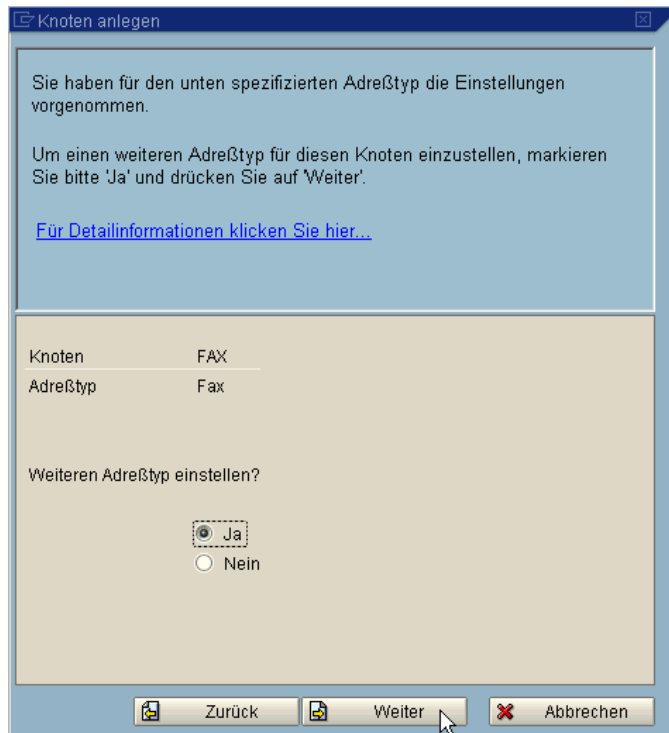 Knoten anlegen
Sie haben für den unten spezifizierten Adreßtyp die Einstellungen
vorgenommen.
Um einen weiteren Adreßtyp für diesen Knoten einzustellen, markieren
Sie bitte 'Ja' und drücken Sie auf 'Weiter'.
Für Detailinformationen klicken Sie hier...
Knoten FAX
Adreßtyp Fax
Weiteren Adreßtyp einstellen?
Ja
Nein
Zurück Weiter Abbrechen